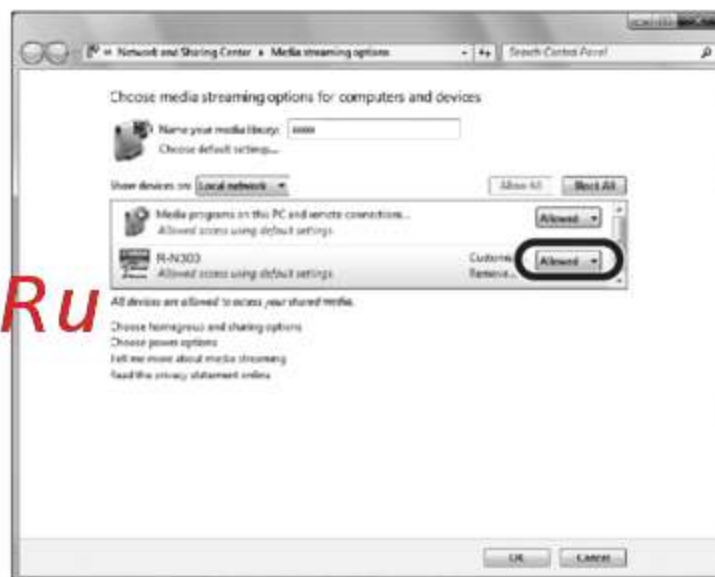 Network and Sharing Center ▸ Media streaming options
Search Control Panel
Choose media streaming options for computers and devices
Name your media library:
Choose default settings...
Show devices on: Local network
Allow All
Block All
Media programs on this PC and remote connections...
Allowed access using default settings.
Allowed
R-N303
Allowed access using default settings.
Customize...
Remove...
Allowed
Ru
All devices are allowed to access your shared media.
Choose homegroup and sharing options
Choose power options
Tell me more about media streaming
Read the privacy statement online
OK
Cancel